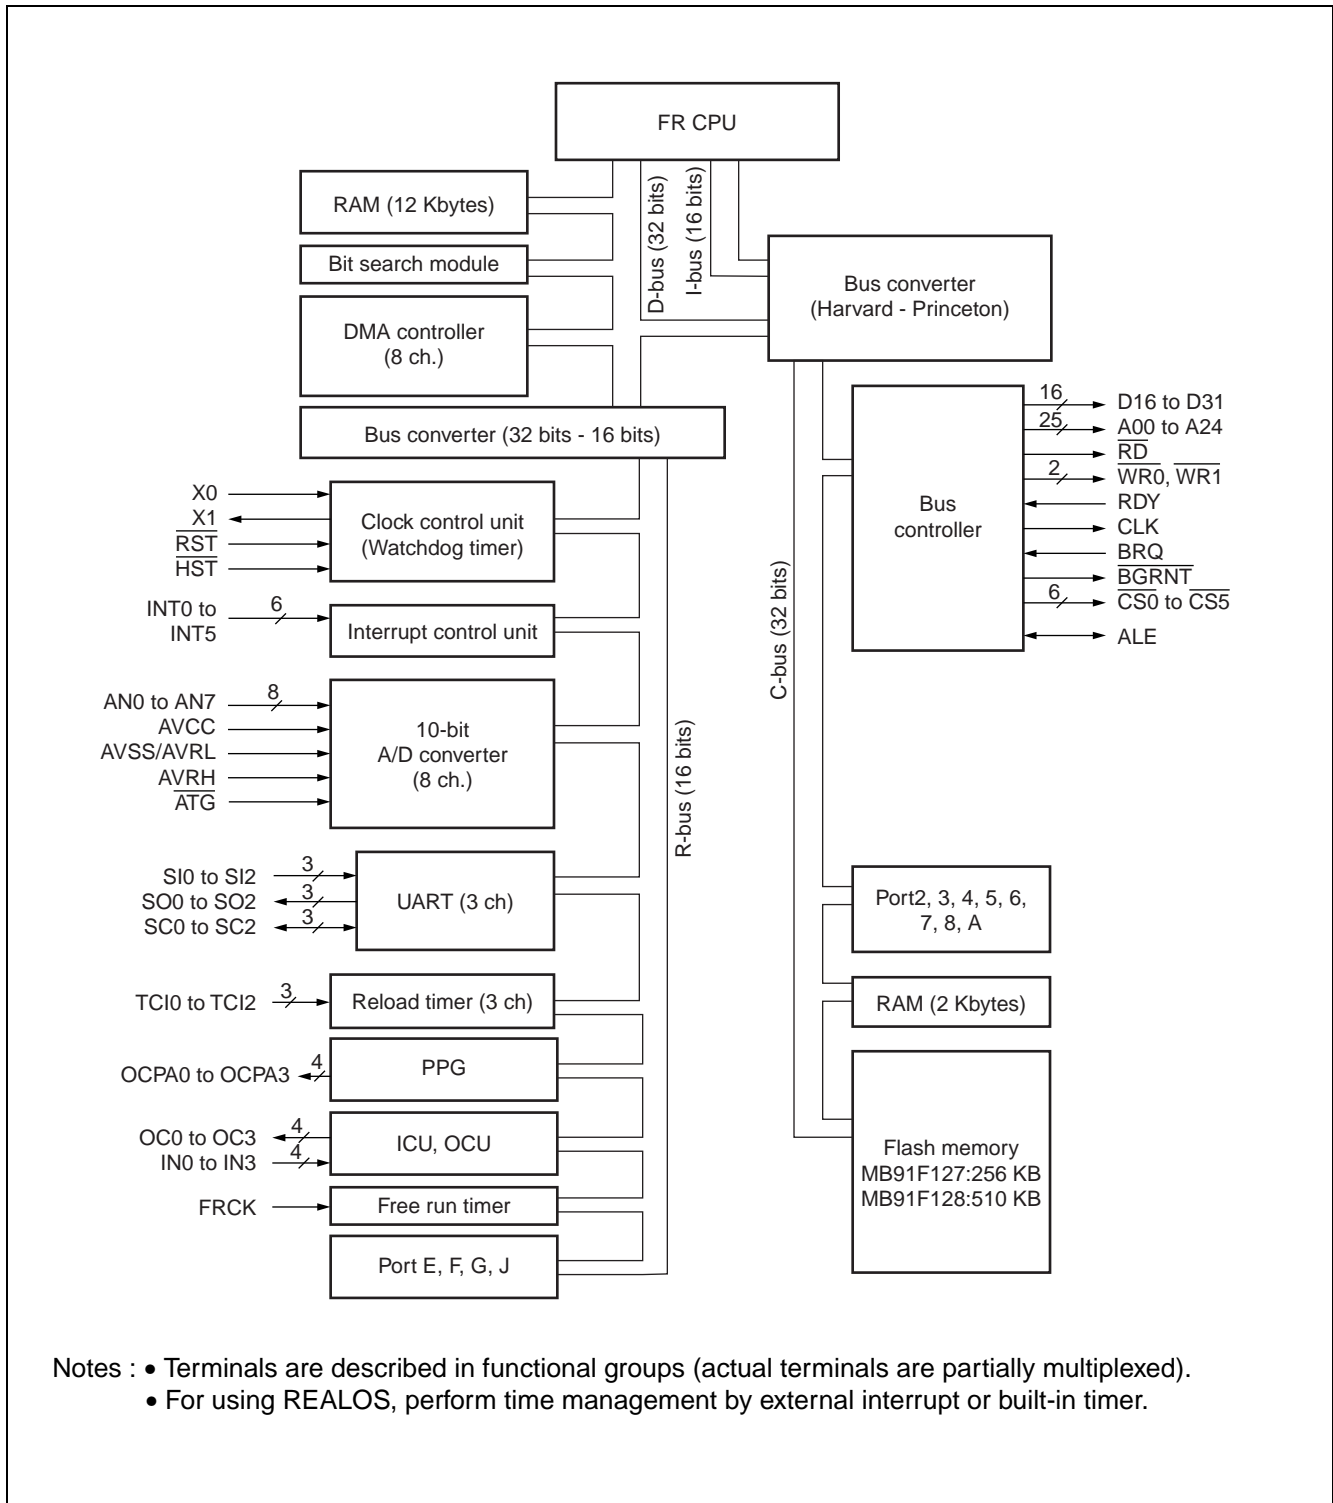 FR CPU
RAM (12 Kbytes)
Bit search module
DMA controller
(8 ch.)
D-bus (32 bits)
I-bus (16 bits)
Bus converter
(Harvard - Princeton)
Bus converter (32 bits - 16 bits)
X0
X1
RST
HST
Clock control unit
(Watchdog timer)
INT0 to
INT5
6
Interrupt control unit
AN0 to AN7
8
AVCC
AVSS/AVRL
AVRH
ATG
10-bit
A/D converter
(8 ch.)
SI0 to SI2
3
SO0 to SO2
3
SC0 to SC2
3
UART (3 ch)
TCI0 to TCI2
3
Reload timer (3 ch)
OCPA0 to OCPA3
4
PPG
OC0 to OC3
4
IN0 to IN3
4
ICU, OCU
FRCK
Free run timer
Port E, F, G, J
R-bus (16 bits)
C-bus (32 bits)
Bus
controller
16
D16 to D31
25
A00 to A24
RD
2
WR0, WR1
RDY
CLK
BRQ
BGRNT
6
CS0 to CS5
ALE
Port2, 3, 4, 5, 6,
7, 8, A
RAM (2 Kbytes)
Flash memory
MB91F127:256 KB
MB91F128:510 KB
Notes : • Terminals are described in functional groups (actual terminals are partially multiplexed).
• For using REALOS, perform time management by external interrupt or built-in timer.